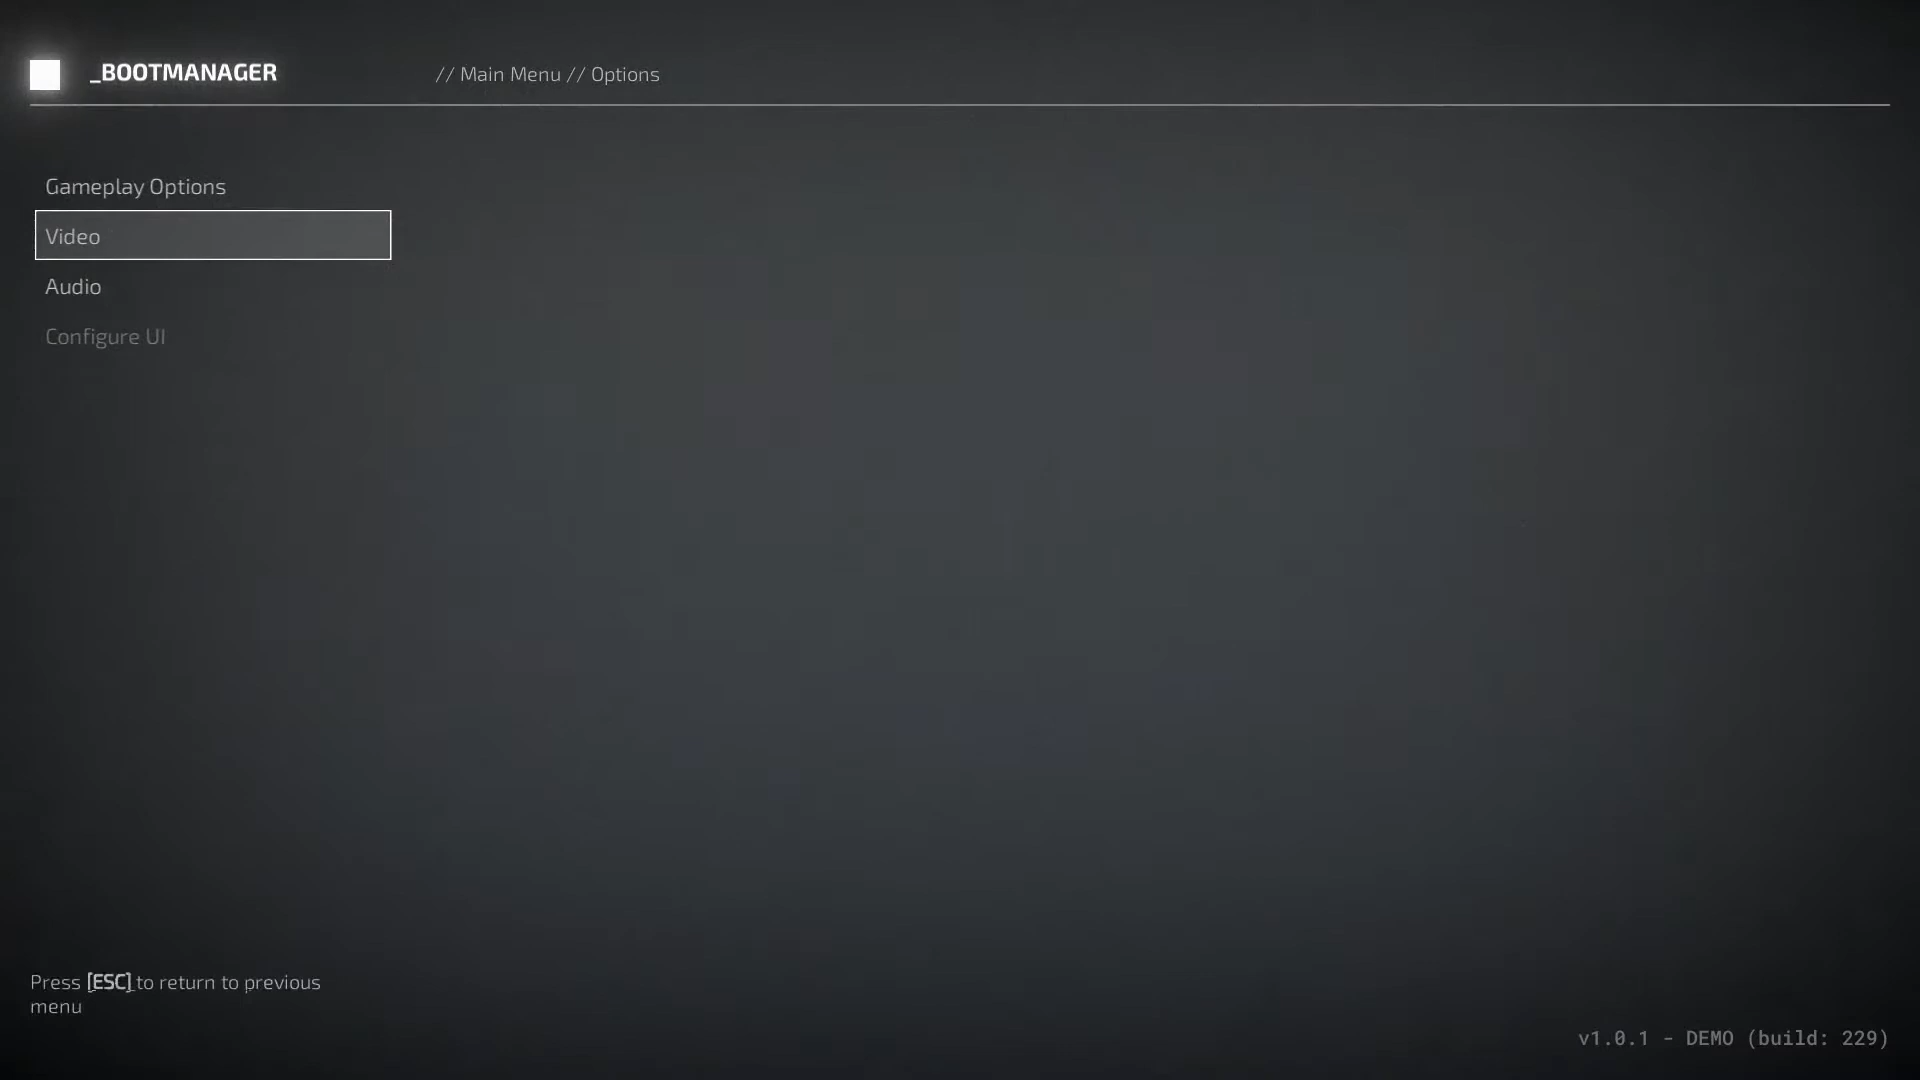 _BOOTMANAGER
// Main Menu // Options
Gameplay Options
Video
Audio
Configure UI
Press [ESC] to return to previous
menu
v1.0.1 - DEMO (build: 229)